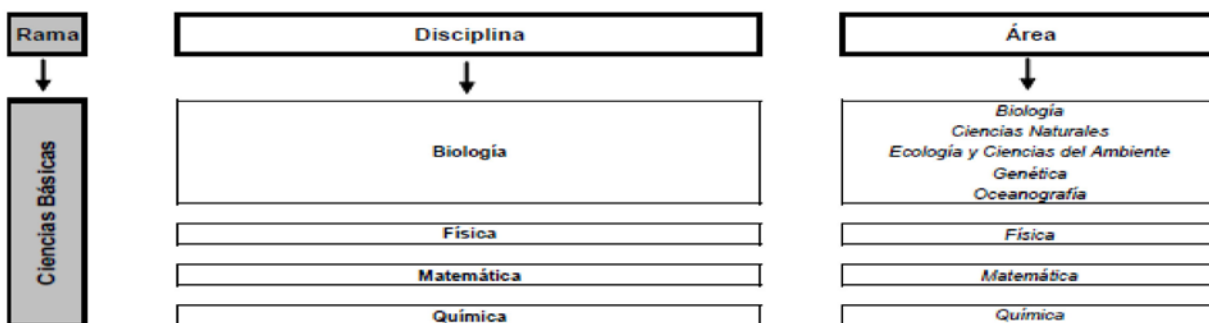 Rama
Disciplina
Área
Ciencias Básicas
Biología
Biología
Ciencias Naturales
Ecología y Ciencias del Ambiente
Genética
Oceanografía
Física
Física
Matemática
Matemática
Química
Química